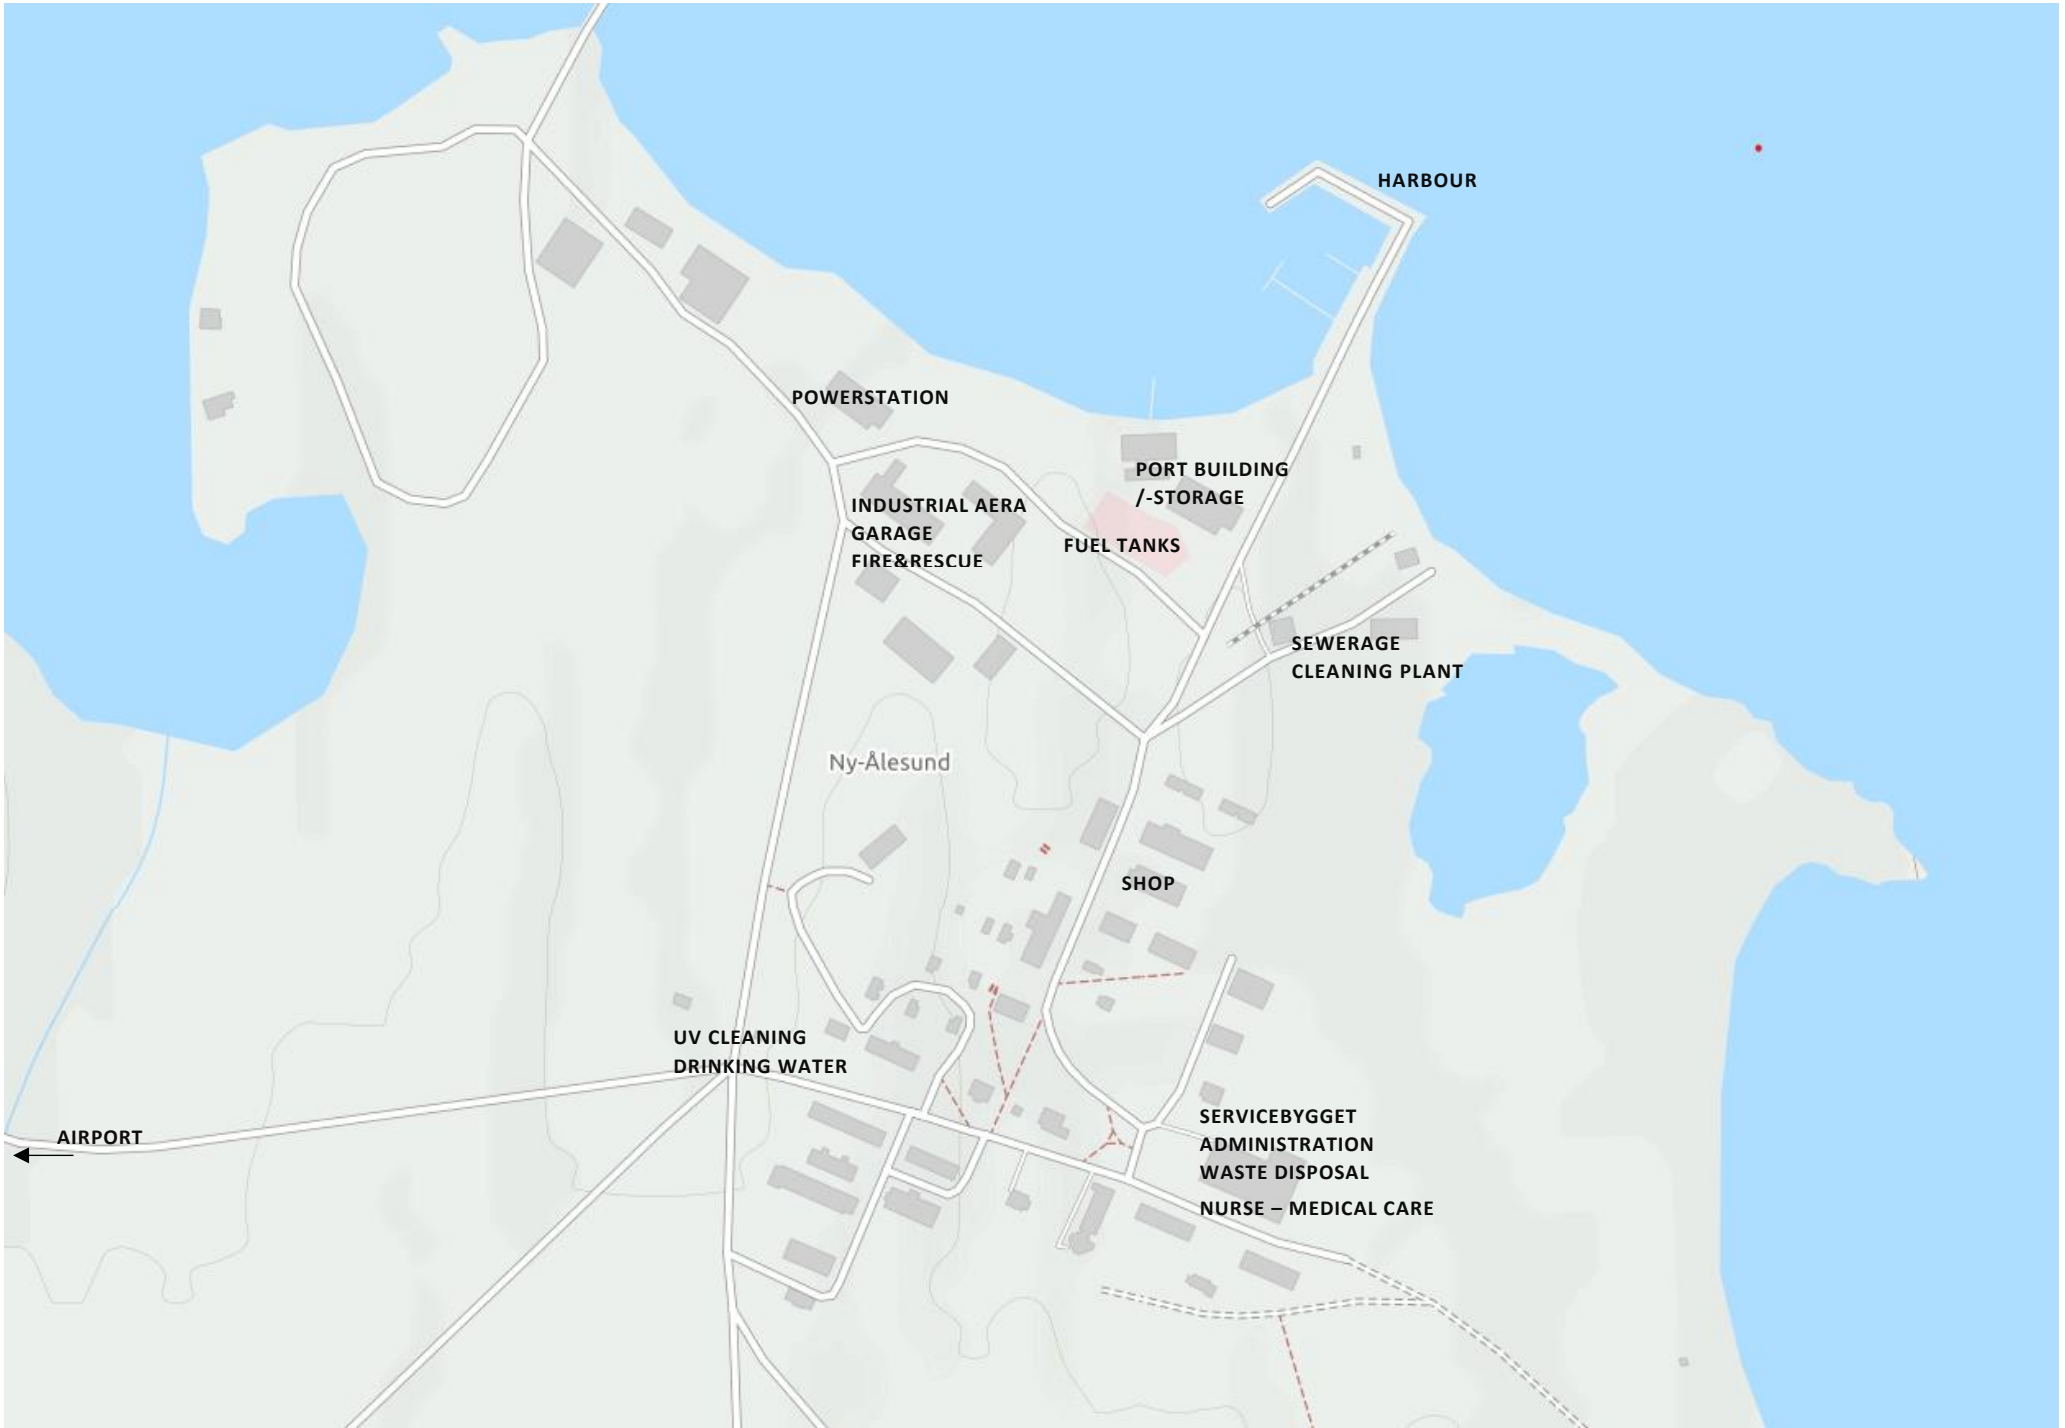 HARBOUR
POWERSTATION
PORT BUILDING
/-STORAGE
INDUSTRIAL AERA
GARAGE
FIRE&RESCUE
FUEL TANKS
SEWERAGE
CLEANING PLANT
Ny-Ålesund
SHOP
UV CLEANING
DRINKING WATER
AIRPORT
SERVICEBYGGET
ADMINISTRATION
WASTE DISPOSAL
NURSE – MEDICAL CARE